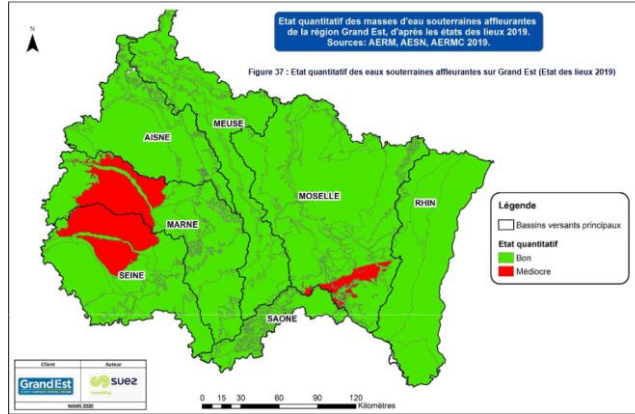 Etat quantitatif des masses d'eau souterraines affleurantes
de la région Grand Est, d'après les états des lieux 2019.
Sources: AERM, AESN, AERMC 2019.
Figure 37 : Etat quantitatif des eaux souterraines affleurantes sur Grand Est (Etat des lieux 2019)
N
MEUSE
AISNE
MOSELLE
RHIN
MARNE
SEINE
SAONE
Légende
Bassins versants principaux
Etat quantitatif
Bon
Médiocre
Client
Auteur
GrandEst
suez
Consulting
MARS 2020
0 15 30 60 90 120
Kilomètres